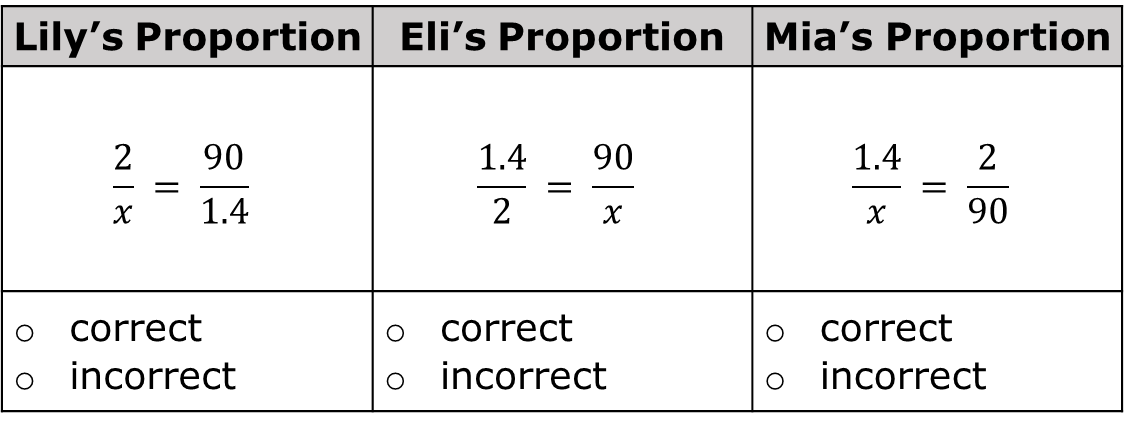 Lily’s Proportion Eli’s Proportion Mia’s Proportion
2/x = 90/1.4 1.4/2 = 90/x 1.4/x = 2/90
○ correct ○ correct ○ correct
○ incorrect ○ incorrect ○ incorrect